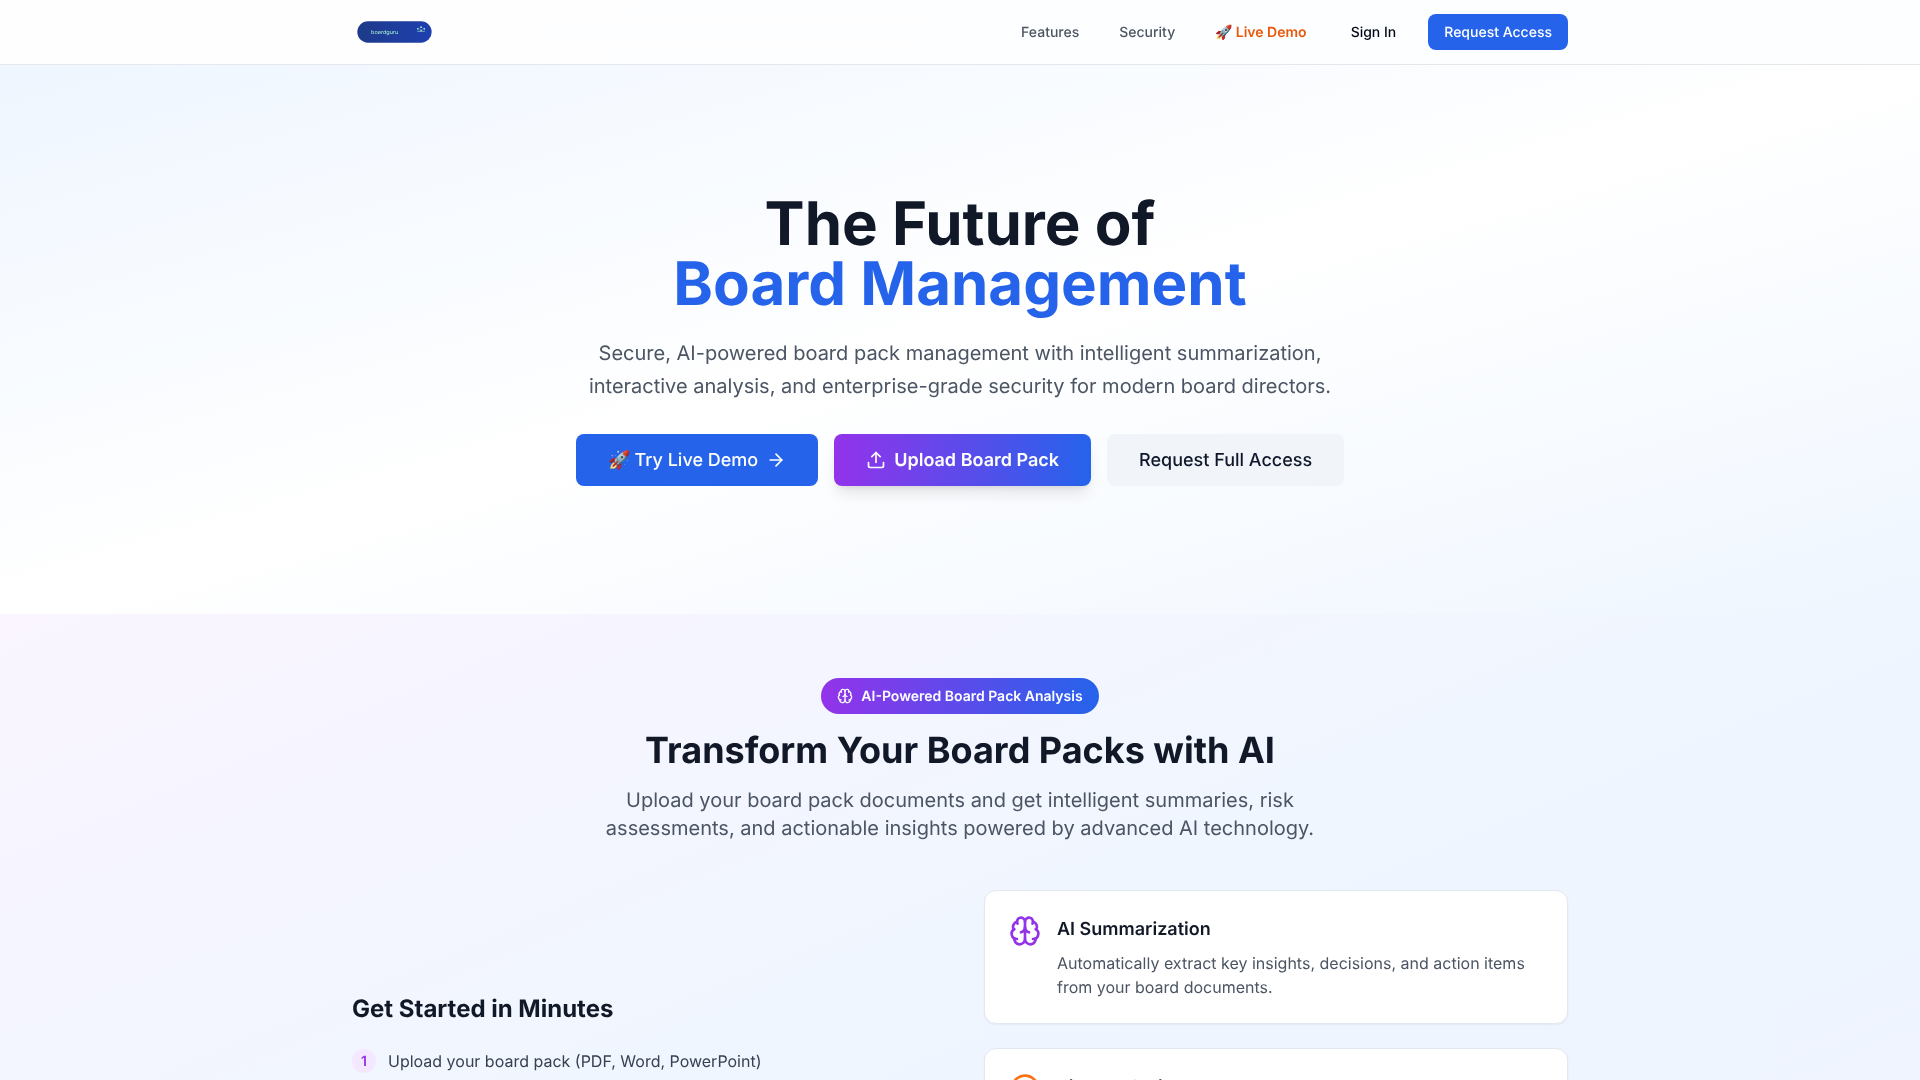 boardguru
Features
Security
🚀 Live Demo
Sign In
Request Access
The Future of
Board Management
Secure, AI-powered board pack management with intelligent summarization,
interactive analysis, and enterprise-grade security for modern board directors.
🚀 Try Live Demo →
Upload Board Pack
Request Full Access
AI-Powered Board Pack Analysis
Transform Your Board Packs with AI
Upload your board pack documents and get intelligent summaries, risk
assessments, and actionable insights powered by advanced AI technology.
Get Started in Minutes
1 Upload your board pack (PDF, Word, PowerPoint)
AI Summarization
Automatically extract key insights, decisions, and action items
from your board documents.